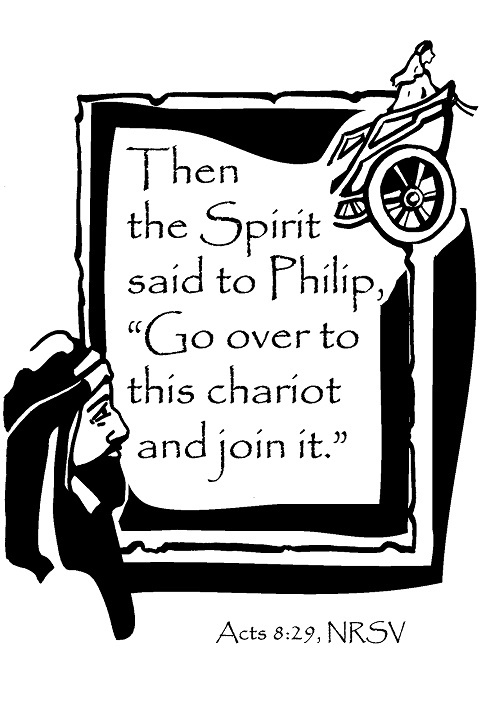 Then
the Spirit
said to Philip,
“Go over to
this chariot
and join it.”
Acts 8:29, NRSV